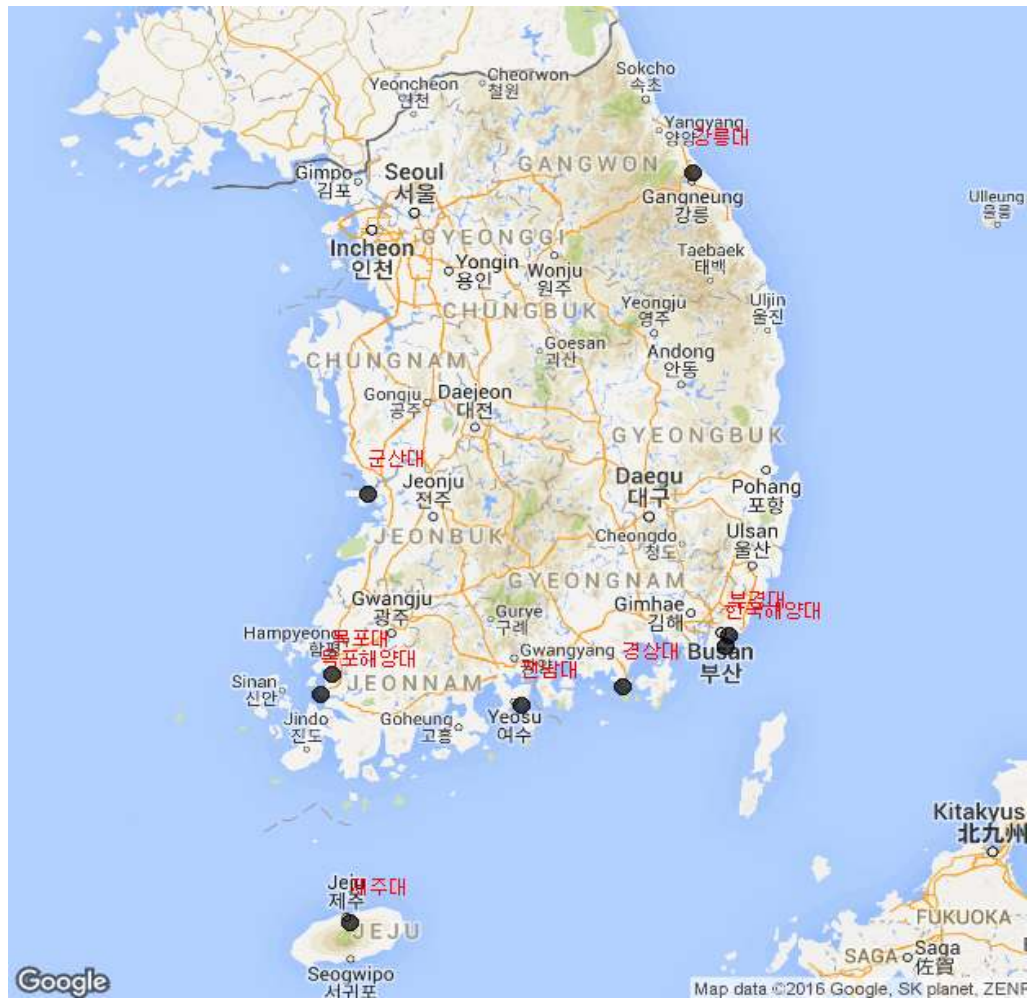 Sokcho
속초
Cheorwon
철원
Yeoncheon
연천
Yangyang
양양
강릉대
GANGWON
Gimpo
김포
Seoul
서울
Gangneung
강릉
Ulleung
울릉
Incheon
인천
GYEONGGI
Yongin
용인
Wonju
원주
Taebaek
태백
CHUNGBUK
Yeongju
영주
Uljin
울진
Goesan
괴산
Andong
안동
CHUNGNAM
Gongju
공주
Daejeon
대전
GYEONGBUK
군산대
Jeonju
전주
Daegu
대구
Pohang
포항
JEONBUK
Cheongdo
청도
Ulsan
울산
GYEONGNAM
Gwangju
광주
Gurye
구례
Gimhae
김해
부경대
한국해양대
Hampyeong
함평
목포대
목포해양대
Gwangyang
전남대
경상대
Busan
부산
Sinan
신안
JEONNAM
Jindo
진도
Goheung
고흥
Yeosu
여수
Kitakyus
北九州
Jeju
제주
제주대
JEJU
Seogwipo
서귀포
FUKUOKA
SAGA
Saga
佐賀
Google
Map data ©2016 Google, SK planet, ZENR